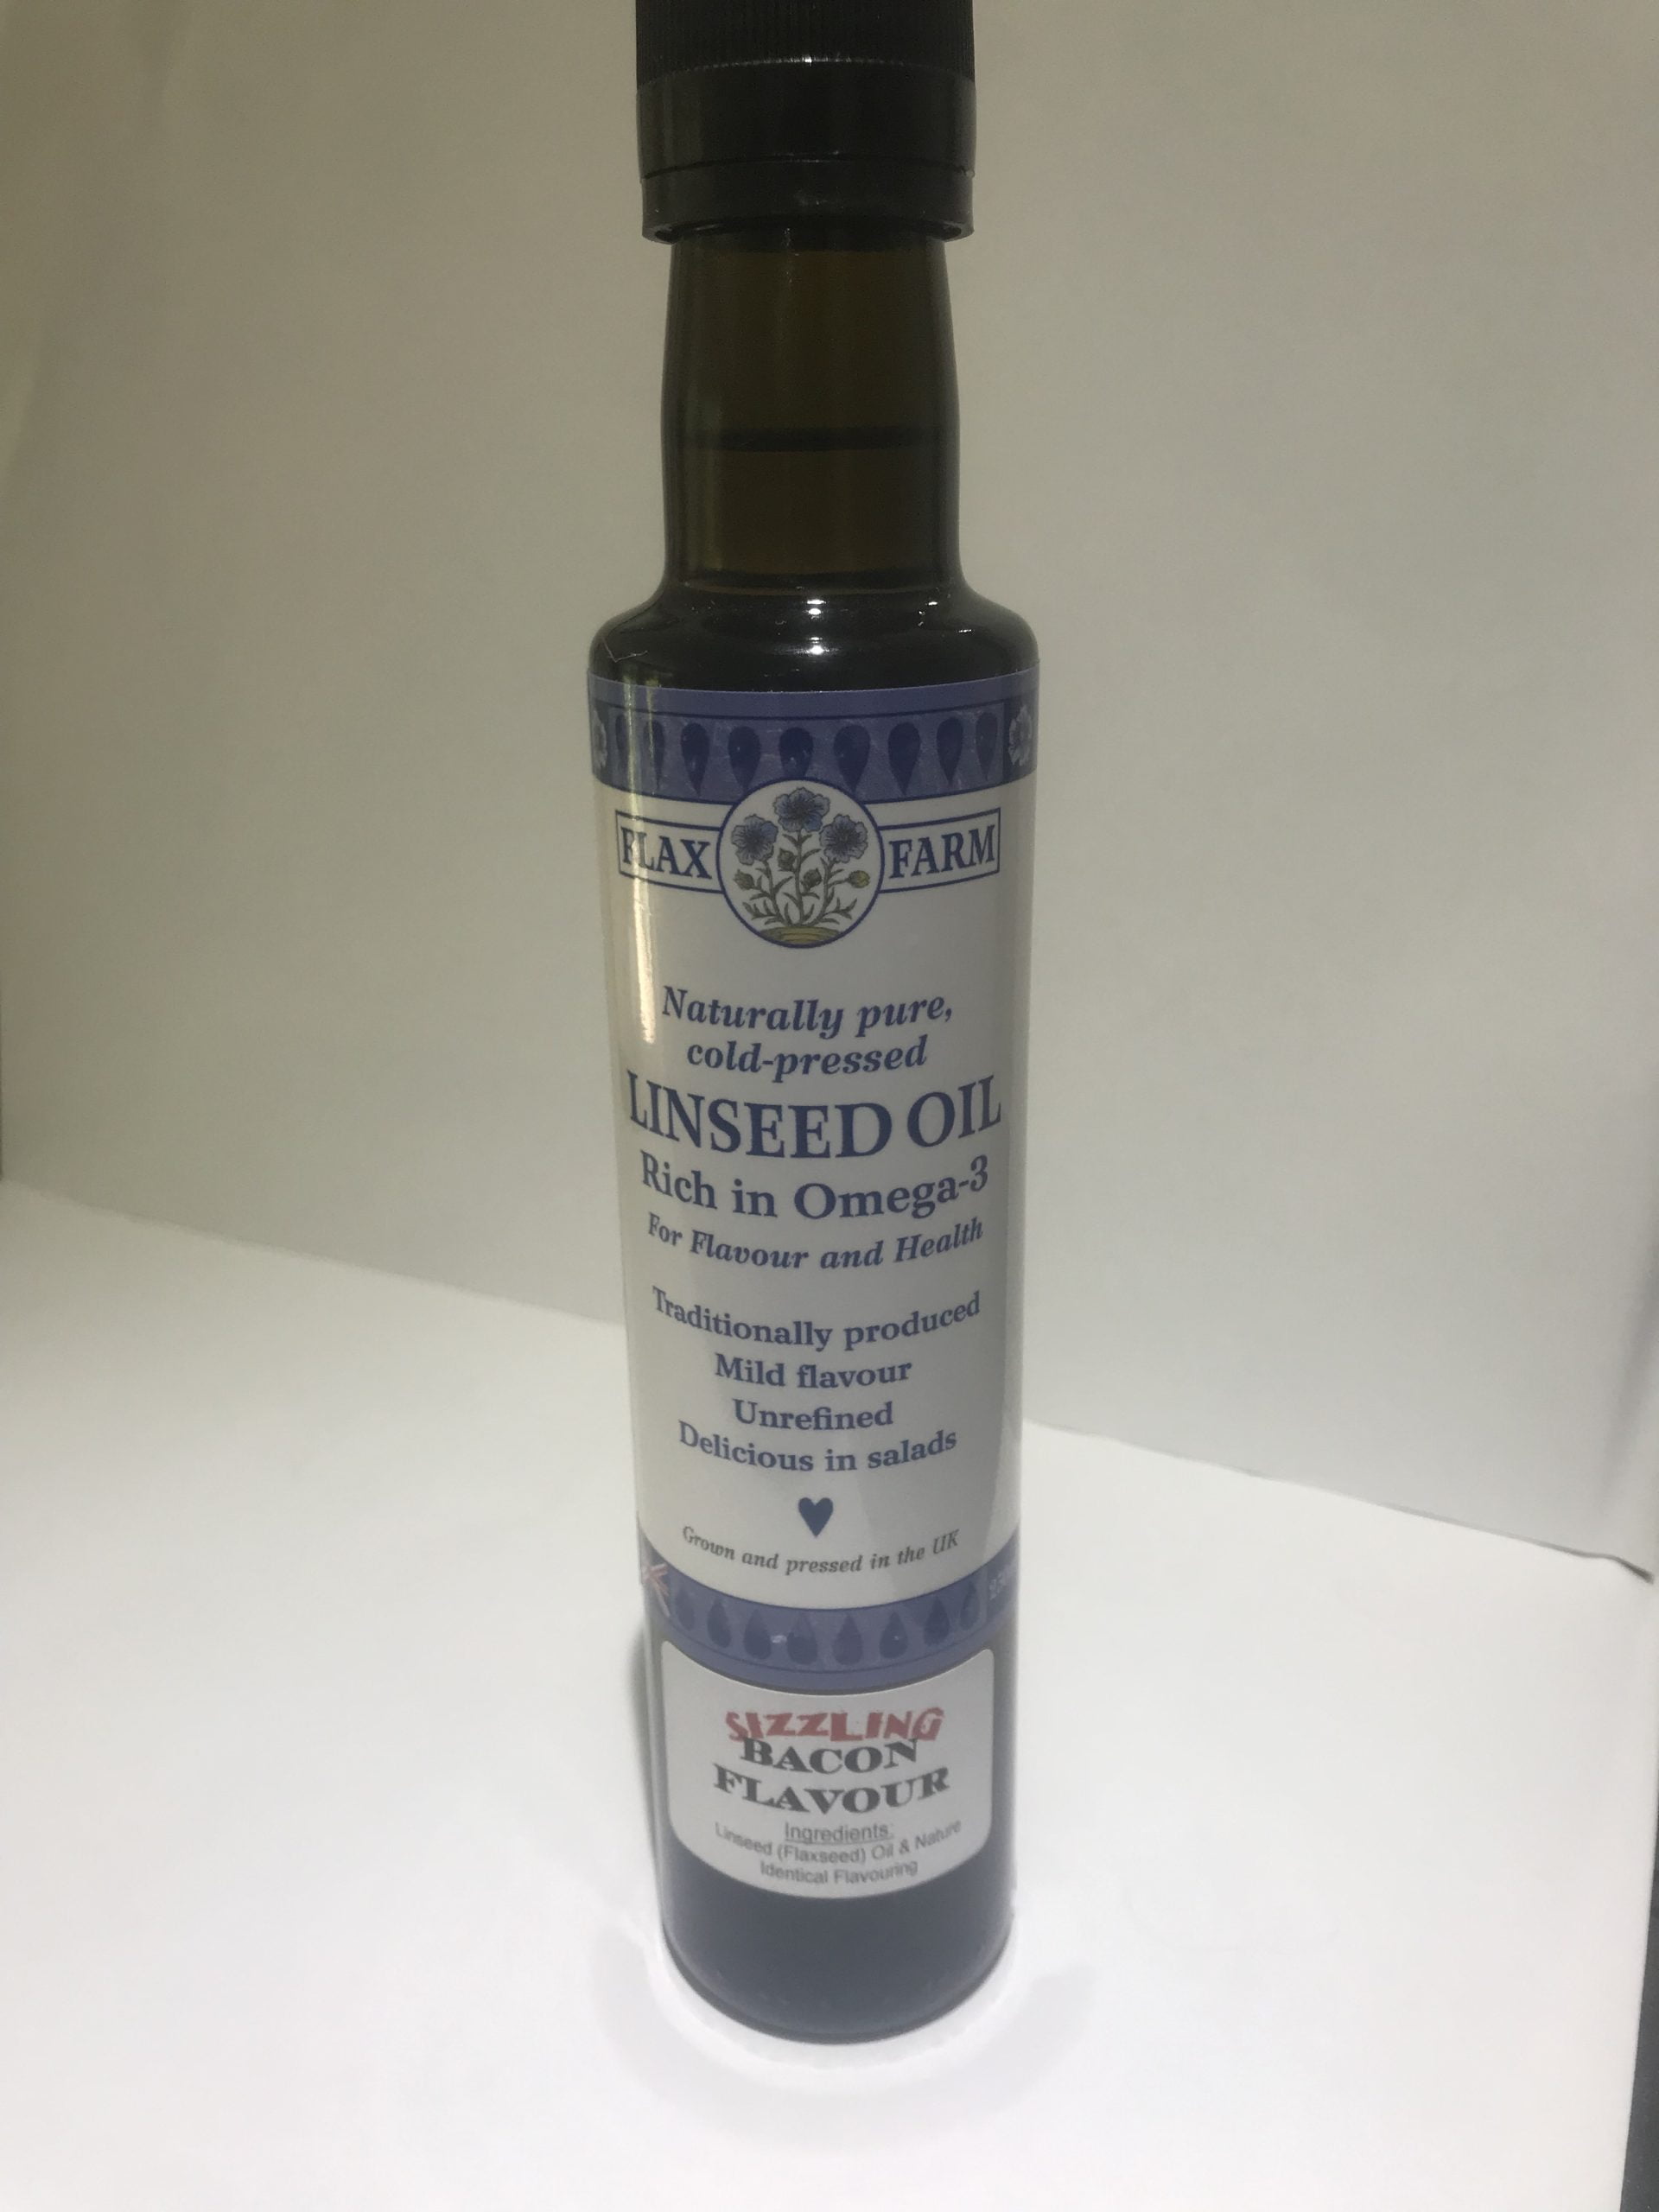 FLAX FARM
Naturally pure,
cold-pressed
LINSEED OIL
Rich in Omega-3
For Flavour and Health
Traditionally produced
Mild flavour
Unrefined
Delicious in salads
Grown and pressed in the UK
SIZZLING
BACON
FLAVOUR
Ingredients:
Linseed (Flaxseed) Oil & Nature
Identical Flavouring